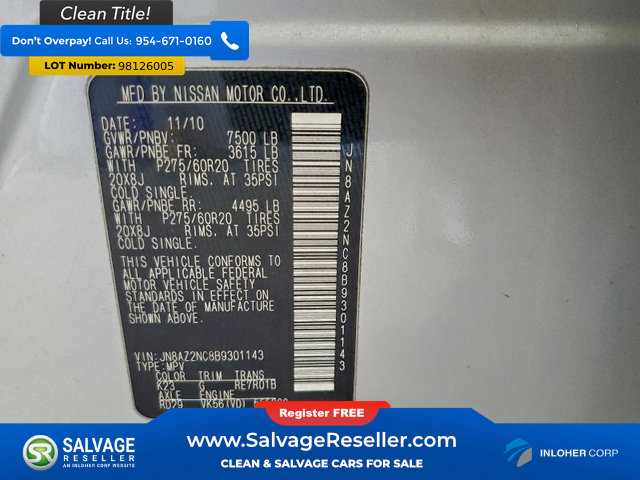 Clean Title!
Don't Overpay! Call Us: 954-671-0160
Lot Number: 98126005
MFD BY NISSAN MOTOR CO.,LTD.
DATE: 11/10
GVWR/PNBV: 7500 LB
GAWR/PNBE FR: 3615 LB
WITH P275/60R20 TIRES
20X8J RIMS. AT 35PSI
COLD SINGLE.
GAWR/PNBE RR: 4495 LB
WITH P275/60R20 TIRES
20X8J RIMS. AT 35PSI
COLD SINGLE.
THIS VEHICLE CONFORMS TO
ALL APPLICABLE FEDERAL
MOTOR VEHICLE SAFETY
STANDARDS IN EFFECT ON
THE DATE OF MANUFACTURE
SHOWN ABOVE.
VIN: JN8AZ2NC8B9301143
TYPE: MPV
COLOR TRIM TRANS
K23 G RE7R01B
AXLE ENGINE
RD29 VK56(VD)
JN8AZ2NC8B9301143
Register FREE
SALVAGE
RESELLER
AN INLOHER CORP WEBSITE
www.SalvageReseller.com
CLEAN & SALVAGE CARS FOR SALE
INLOHER CORP
SR